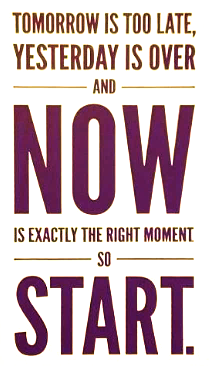 TOMORROW IS TOO LATE,
YESTERDAY IS OVER
AND
NOW
IS EXACTLY THE RIGHT MOMENT.
SO
START.